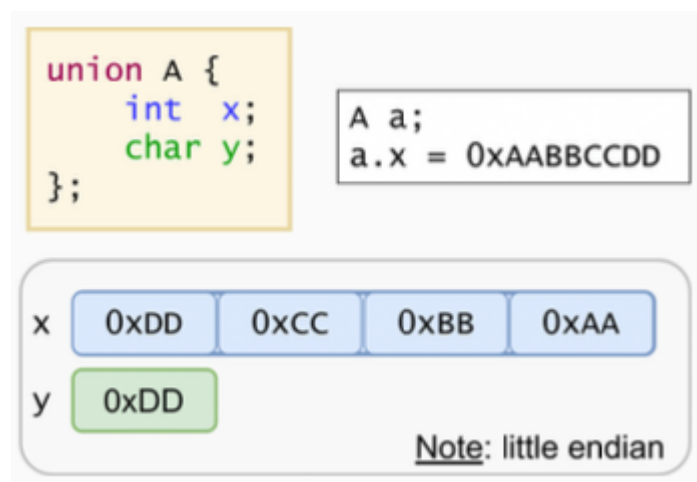 union A {
    int  x;
    char y;
};
A a;
a.x = 0xAABBCCDD
x 0xDD 0xCC 0xBB 0xAA
y 0xDD
Note: little endian